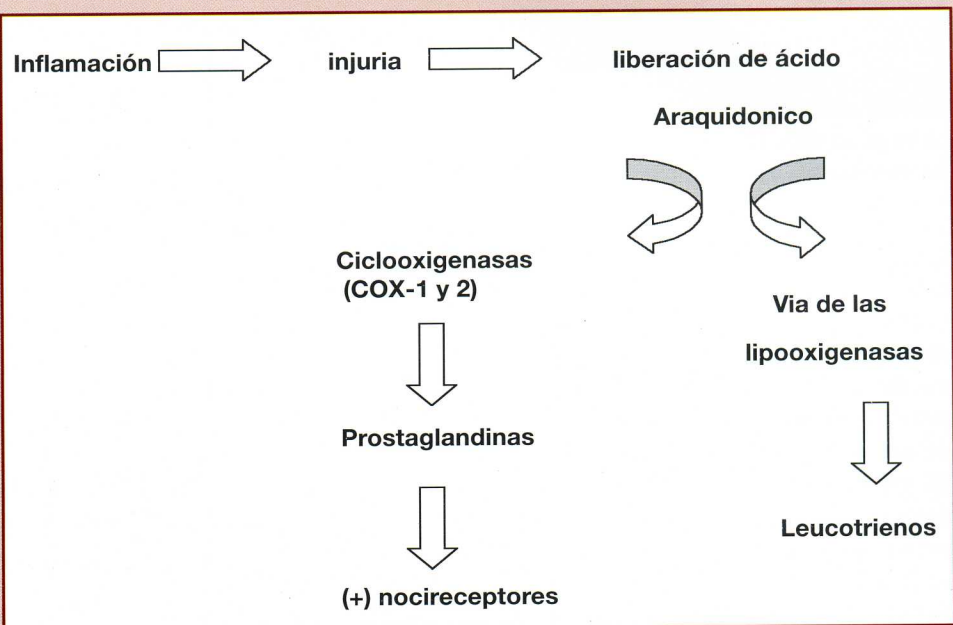 Inflamación
injuria
liberación de ácido
Araquidonico
Ciclooxigenasas
(COX-1 y 2)
Via de las
lipooxigenasas
Prostaglandinas
Leucotrienos
(+) nocireceptores